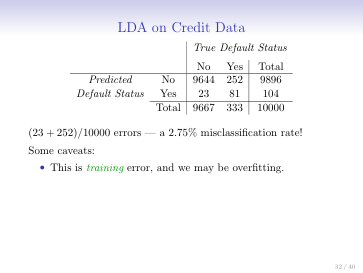 LDA on Credit Data
True Default Status
No Yes Total
Predicted No 9644 252 9896
Default Status Yes 23 81 104
Total 9667 333 10000
(23 + 252)/10000 errors — a 2.75% misclassification rate!
Some caveats:
• This is training error, and we may be overfitting.
32 / 40